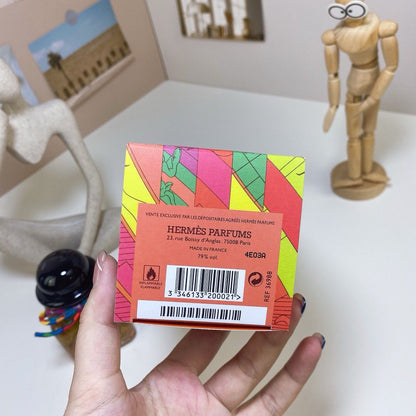 VENTE EXCLUSIVE PAR LES DEPOSITAIRES AGRÉÉS HERMÈS PARFUMS
HERMÈS PARFUMS
23, rue Boissy d'Anglas, 75008 Paris
MADE IN FRANCE
79% vol.
4E03A
INFLAMMABLE
FLAMMABLE
3 346133 200021 >
REF 36988